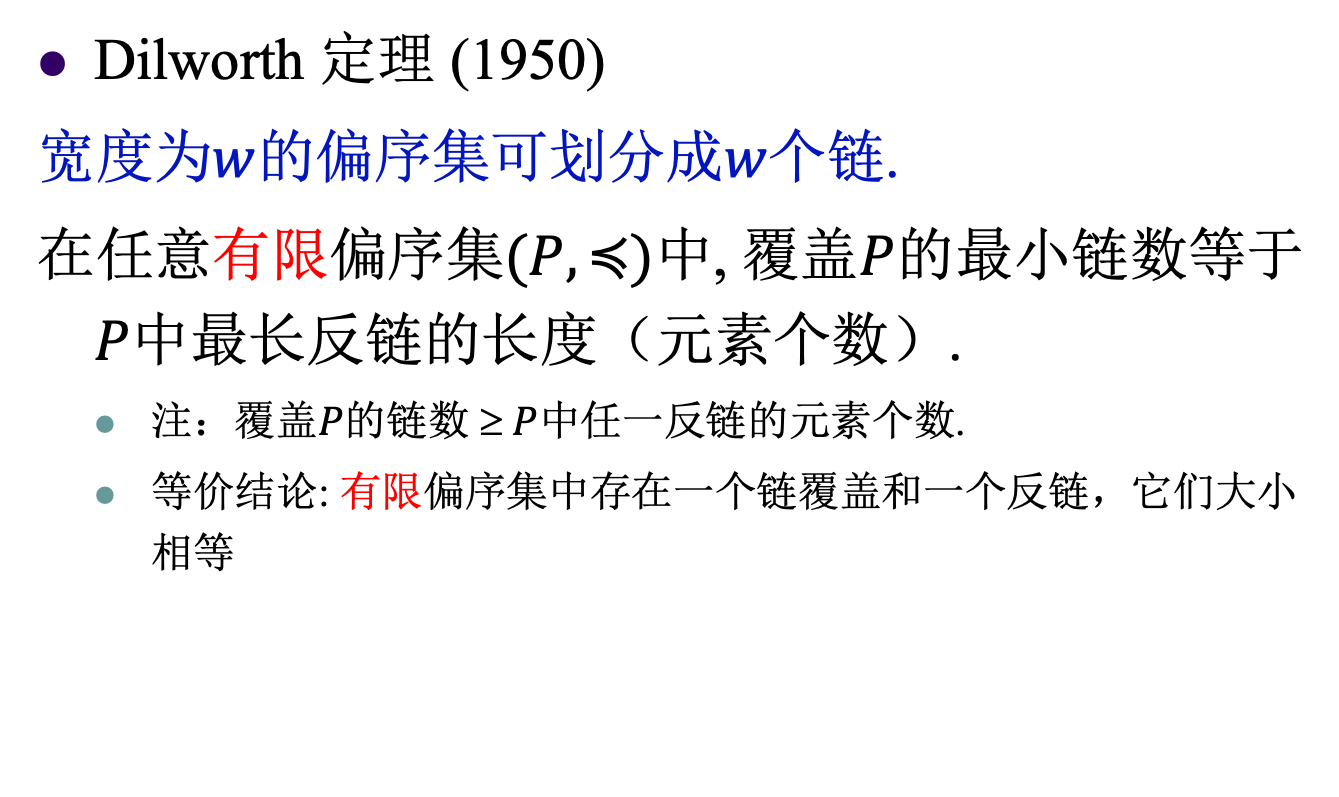 ● Dilworth 定理 (1950)
宽度为w的偏序集可划分成w个链.
在任意有限偏序集(P, ≼)中, 覆盖P的最小链数等于
P中最长反链的长度（元素个数）.
● 注：覆盖P的链数 ≥ P中任一反链的元素个数.
● 等价结论: 有限偏序集中存在一个链覆盖和一个反链，它们大小
相等